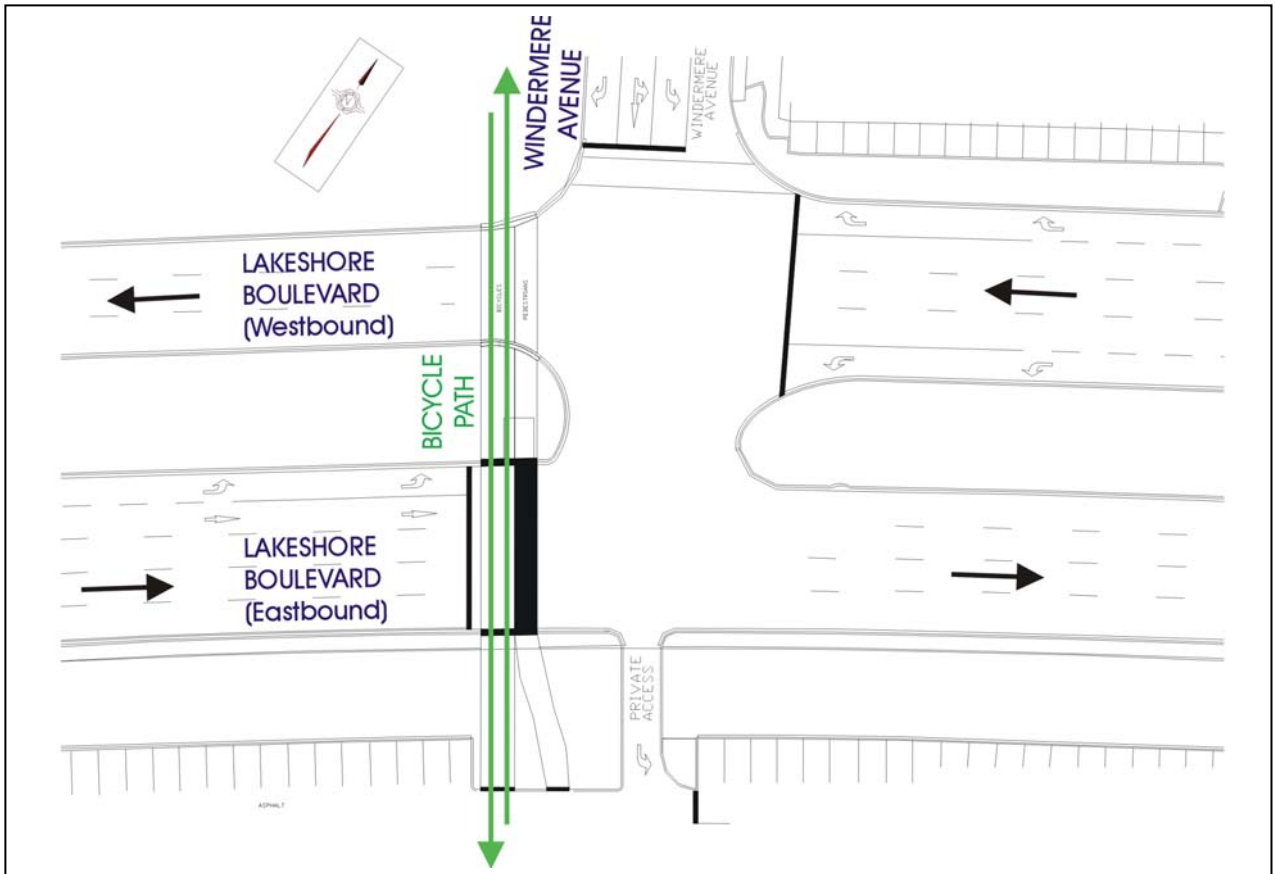 WINDERMERE
AVENUE
WINDERMERE
AVENUE
LAKESHORE
BOULEVARD
(Westbound)
BICYCLES
PEDESTRIANS
BICYCLE
PATH
LAKESHORE
BOULEVARD
(Eastbound)
PRIVATE
ACCESS
ASPHALT